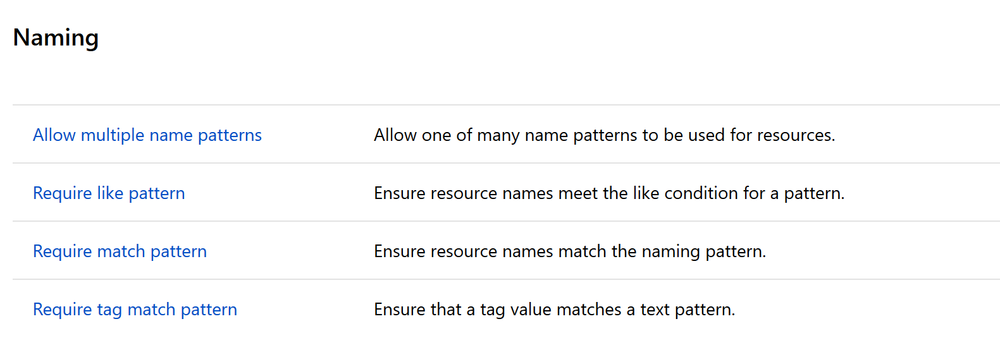 Naming
Allow multiple name patterns Allow one of many name patterns to be used for resources.
Require like pattern Ensure resource names meet the like condition for a pattern.
Require match pattern Ensure resource names match the naming pattern.
Require tag match pattern Ensure that a tag value matches a text pattern.